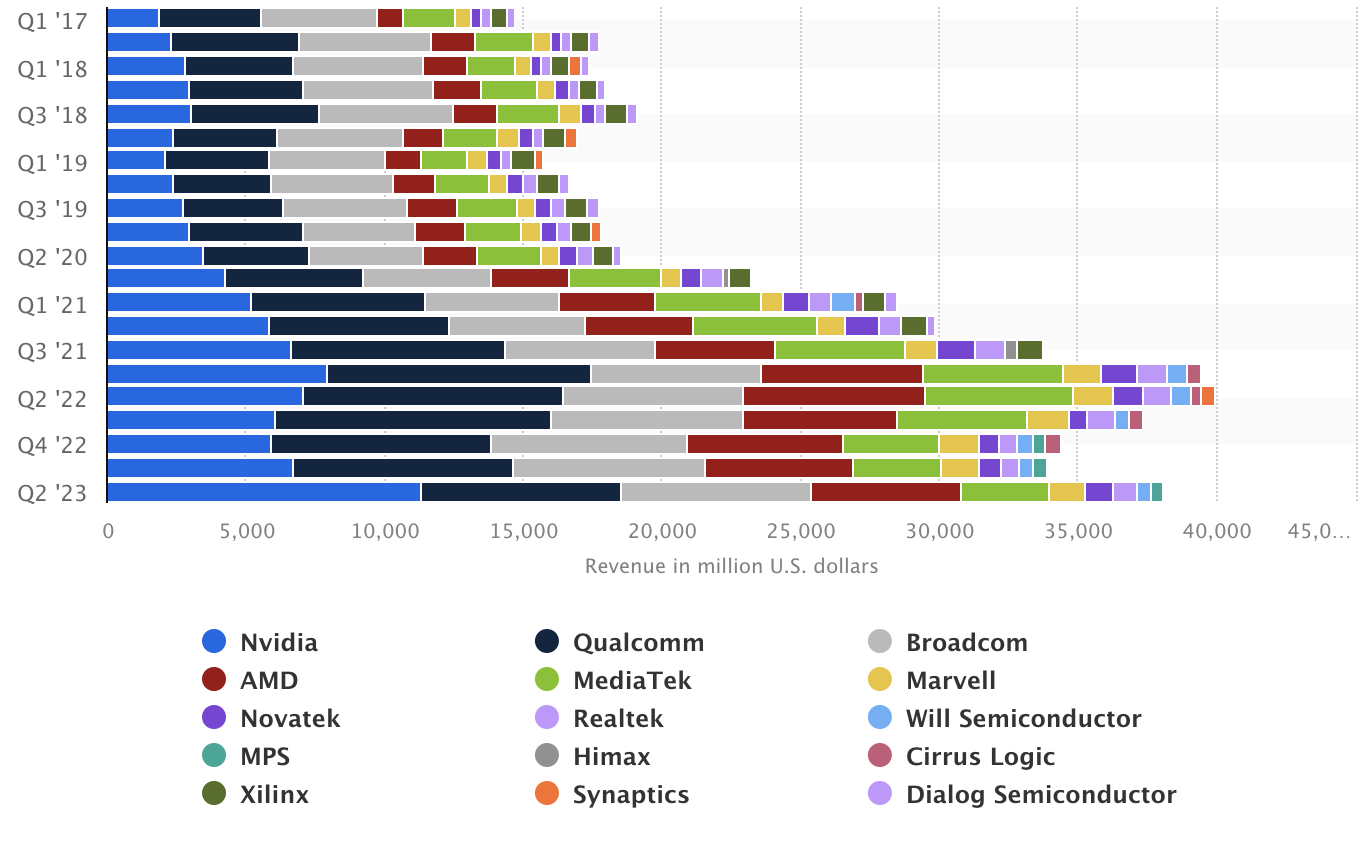 Q1 '17
Q1 '18
Q3 '18
Q1 '19
Q3 '19
Q2 '20
Q1 '21
Q3 '21
Q2 '22
Q4 '22
Q2 '23
0 5,000 10,000 15,000 20,000 25,000 30,000 35,000 40,000 45,0...
Revenue in million U.S. dollars
Nvidia Qualcomm Broadcom
AMD MediaTek Marvell
Novatek Realtek Will Semiconductor
MPS Himax Cirrus Logic
Xilinx Synaptics Dialog Semiconductor